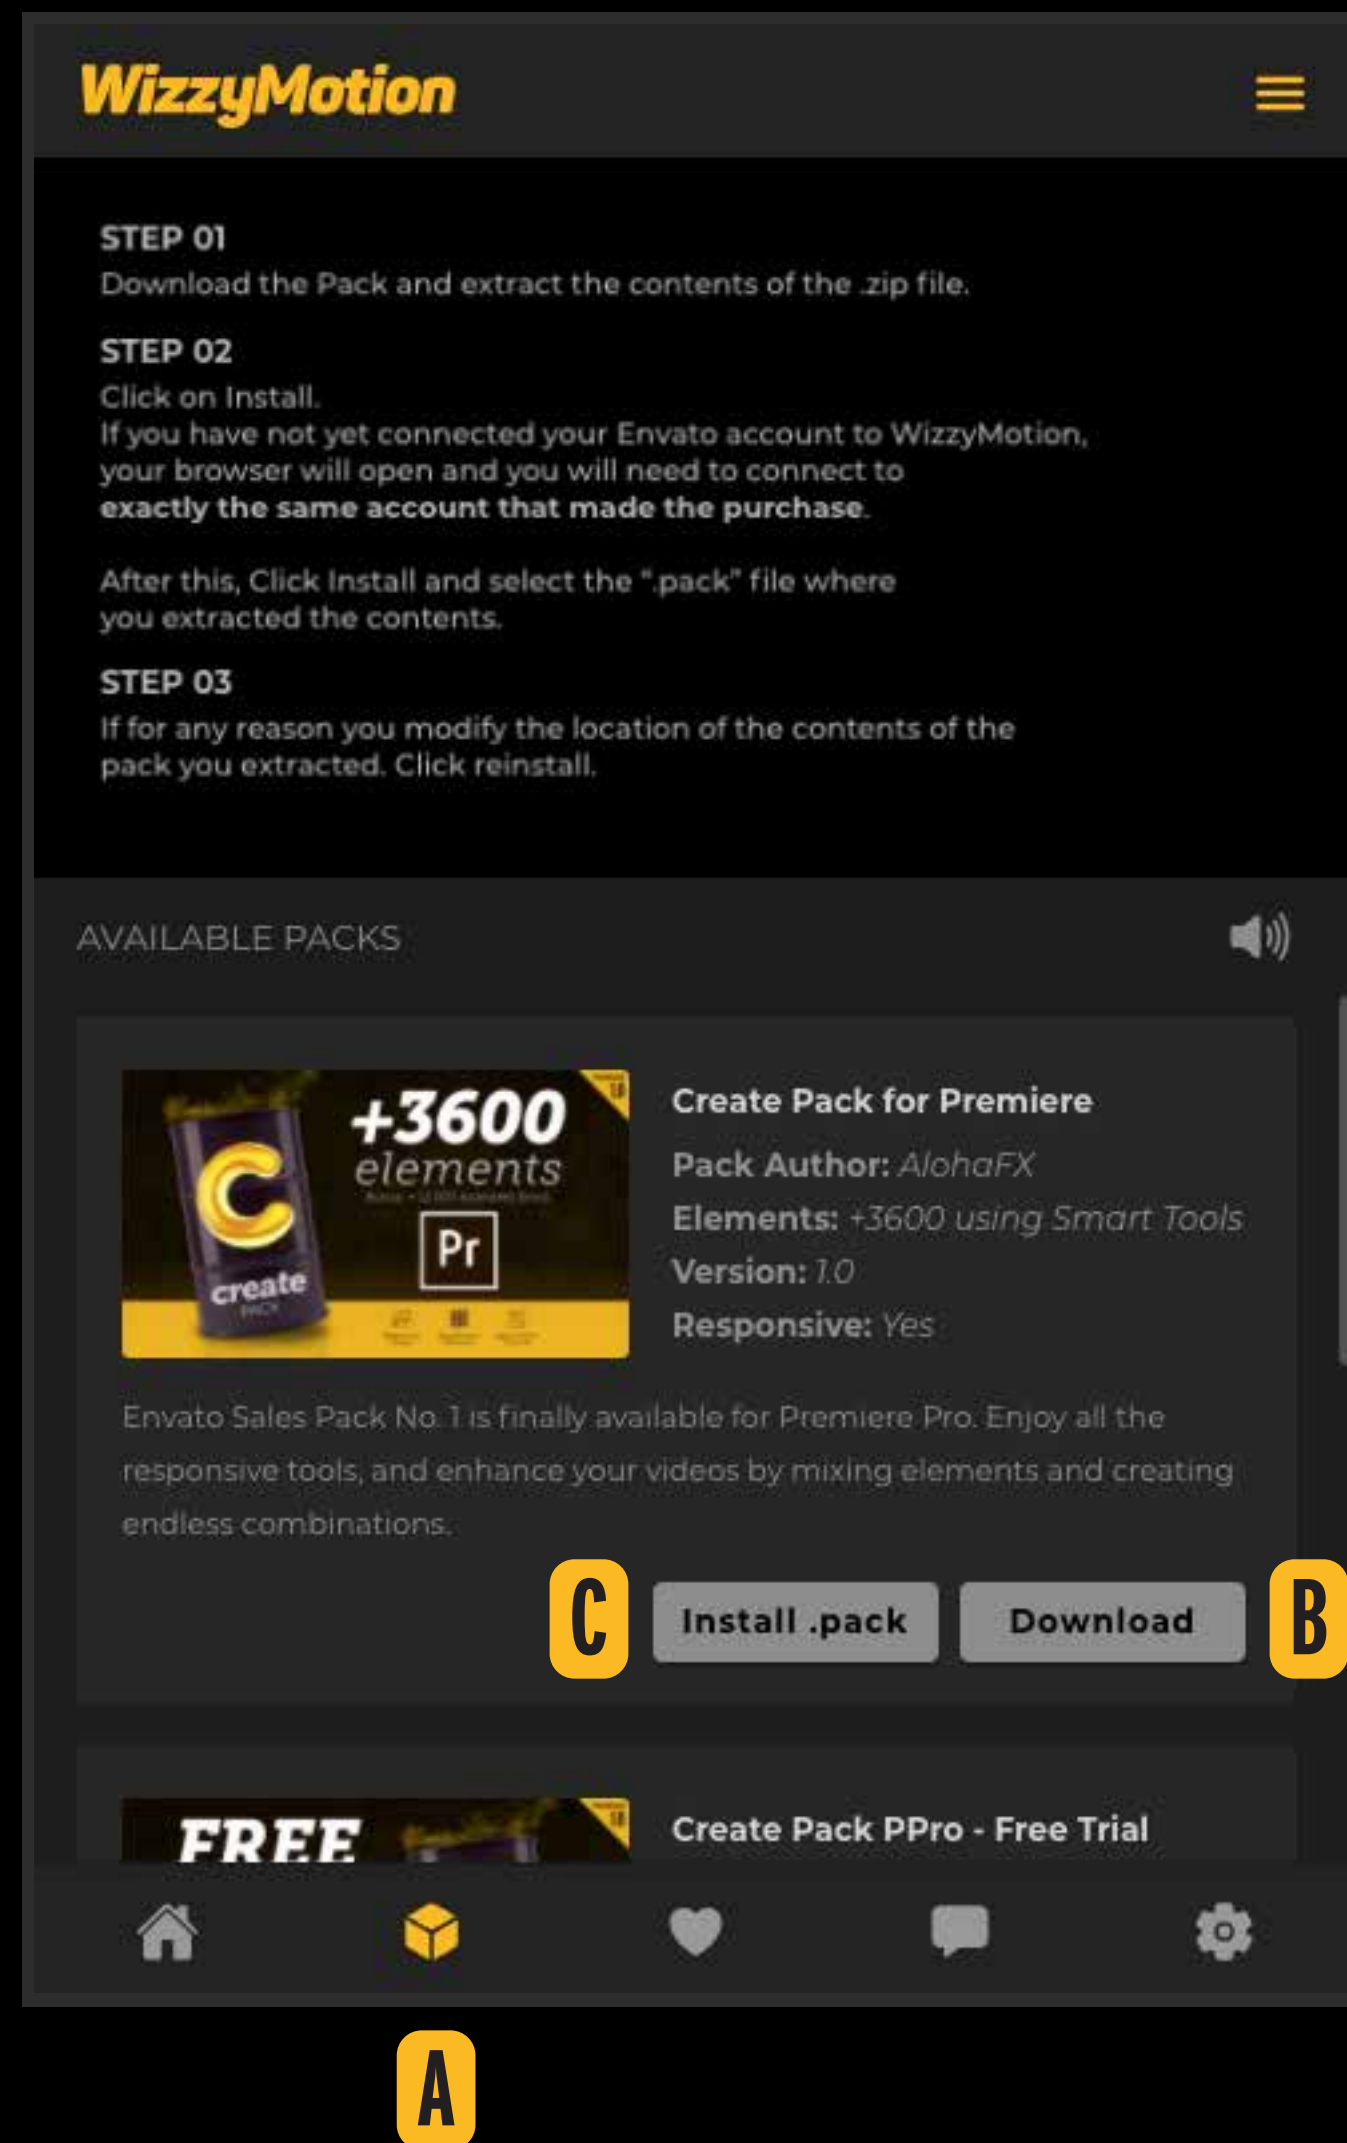 WizzyMotion
STEP 01
Download the Pack and extract the contents of the .zip file.
STEP 02
Click on Install.
If you have not yet connected your Envato account to WizzyMotion,
your browser will open and you will need to connect to
exactly the same account that made the purchase.
After this, Click Install and select the ".pack" file where
you extracted the contents.
STEP 03
If for any reason you modify the location of the contents of the
pack you extracted. Click reinstall.
AVAILABLE PACKS
+3600
elements
Pr
C
create
PACK
1.0
Create Pack for Premiere
Pack Author: AlohaFX
Elements: +3600 using Smart Tools
Version: 1.0
Responsive: Yes
Envato Sales Pack No. 1 is finally available for Premiere Pro. Enjoy all the
responsive tools, and enhance your videos by mixing elements and creating
endless combinations.
C Install .pack Download B
FREE
1.0
Create Pack PPro - Free Trial
A